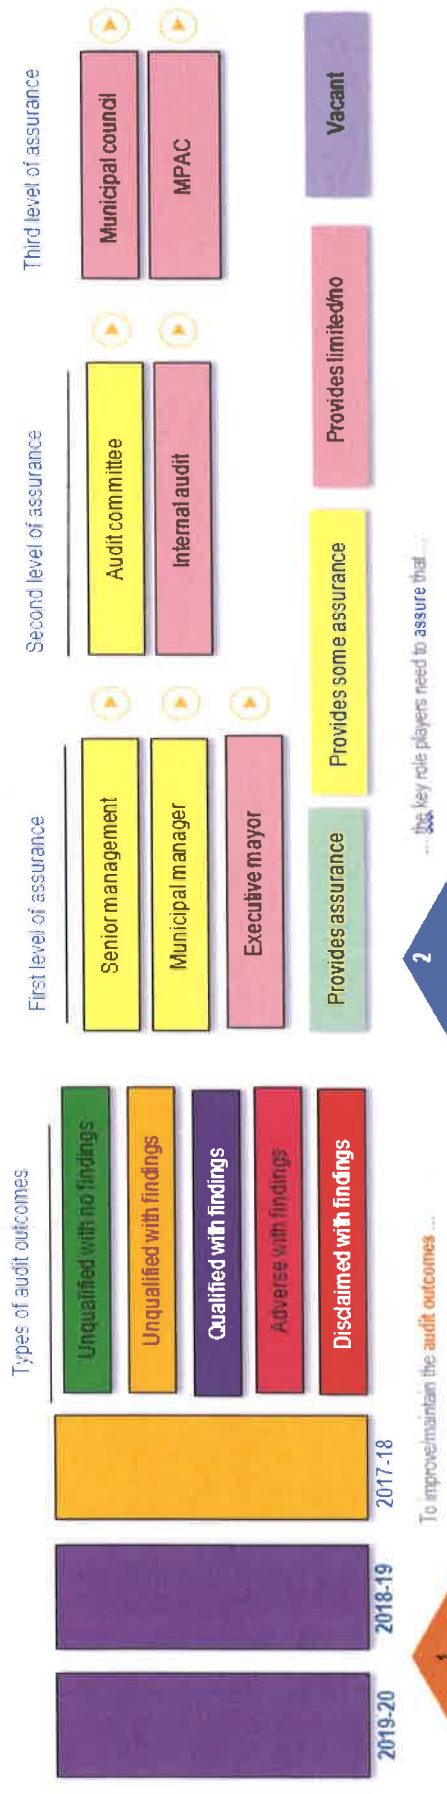 2019-20
2018-19
2017-18
Types of audit outcomes
Unqualified with no findings
Unqualified with findings
Qualified with findings
Adverse with findings
Disclaimed with findings
To improve/maintain the audit outcomes ...
First level of assurance
Senior management
Municipal manager
Executive mayor
Second level of assurance
Audit committee
Internal audit
Third level of assurance
Municipal council
MPAC
Provides assurance
Provides some assurance
Provides limited/no
Vacant
2
... the key role players need to assure that ...